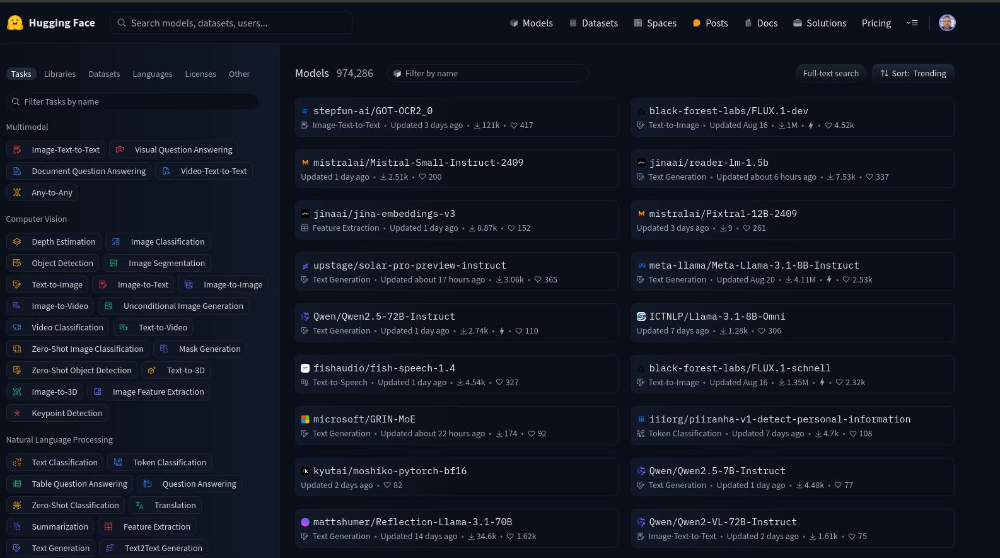 Hugging Face
Search models, datasets, users...
Models
Datasets
Spaces
Posts
Docs
Solutions
Pricing
Tasks
Libraries
Datasets
Languages
Licenses
Other
Filter Tasks by name
Multimodal
Image-Text-to-Text
Visual Question Answering
Document Question Answering
Video-Text-to-Text
Any-to-Any
Computer Vision
Depth Estimation
Image Classification
Object Detection
Image Segmentation
Text-to-Image
Image-to-Text
Image-to-Image
Image-to-Video
Unconditional Image Generation
Video Classification
Text-to-Video
Zero-Shot Image Classification
Mask Generation
Zero-Shot Object Detection
Text-to-3D
Image-to-3D
Image Feature Extraction
Keypoint Detection
Natural Language Processing
Text Classification
Token Classification
Table Question Answering
Question Answering
Zero-Shot Classification
Translation
Summarization
Feature Extraction
Text Generation
Text2Text Generation
Models 974,286
Filter by name
Full-text search
Sort: Trending
stepfun-ai/GOT-OCR2_0
Image-Text-to-Text • Updated 3 days ago • 121k • 417
black-forest-labs/FLUX.1-dev
Text-to-Image • Updated Aug 16 • 1M • • 4.52k
mistralai/Mistral-Small-Instruct-2409
Updated 1 day ago • 2.51k • 200
jinaai/reader-lm-1.5b
Text Generation • Updated about 6 hours ago • 7.53k • 337
jinaai/jina-embeddings-v3
Feature Extraction • Updated 1 day ago • 8.87k • 152
mistralai/Pixtral-12B-2409
Updated 3 days ago • 9 • 261
upstage/solar-pro-preview-instruct
Text Generation • Updated about 17 hours ago • 3.06k • 365
meta-llama/Meta-Llama-3.1-8B-Instruct
Text Generation • Updated Aug 20 • 4.11M • • 2.53k
Qwen/Qwen2.5-72B-Instruct
Text Generation • Updated 1 day ago • 2.74k • • 110
ICTNLP/Llama-3.1-8B-Omni
Updated 7 days ago • 1.28k • 306
fishaudio/fish-speech-1.4
Text-to-Speech • Updated 1 day ago • 4.54k • 327
black-forest-labs/FLUX.1-schnell
Text-to-Image • Updated Aug 16 • 1.35M • • 2.32k
microsoft/GRIN-MoE
Text Generation • Updated about 22 hours ago • 174 • 92
iiiorg/piiranha-v1-detect-personal-information
Token Classification • Updated 7 days ago • 4.7k • 108
kyutai/moshiko-pytorch-bf16
Updated 2 days ago • 82
Qwen/Qwen2.5-7B-Instruct
Text Generation • Updated 1 day ago • 4.48k • 77
mattshumer/Reflection-Llama-3.1-70B
Text Generation • Updated 14 days ago • 34.6k • 1.62k
Qwen/Qwen2-VL-72B-Instruct
Image-Text-to-Text • Updated 2 days ago • 1.61k • 75